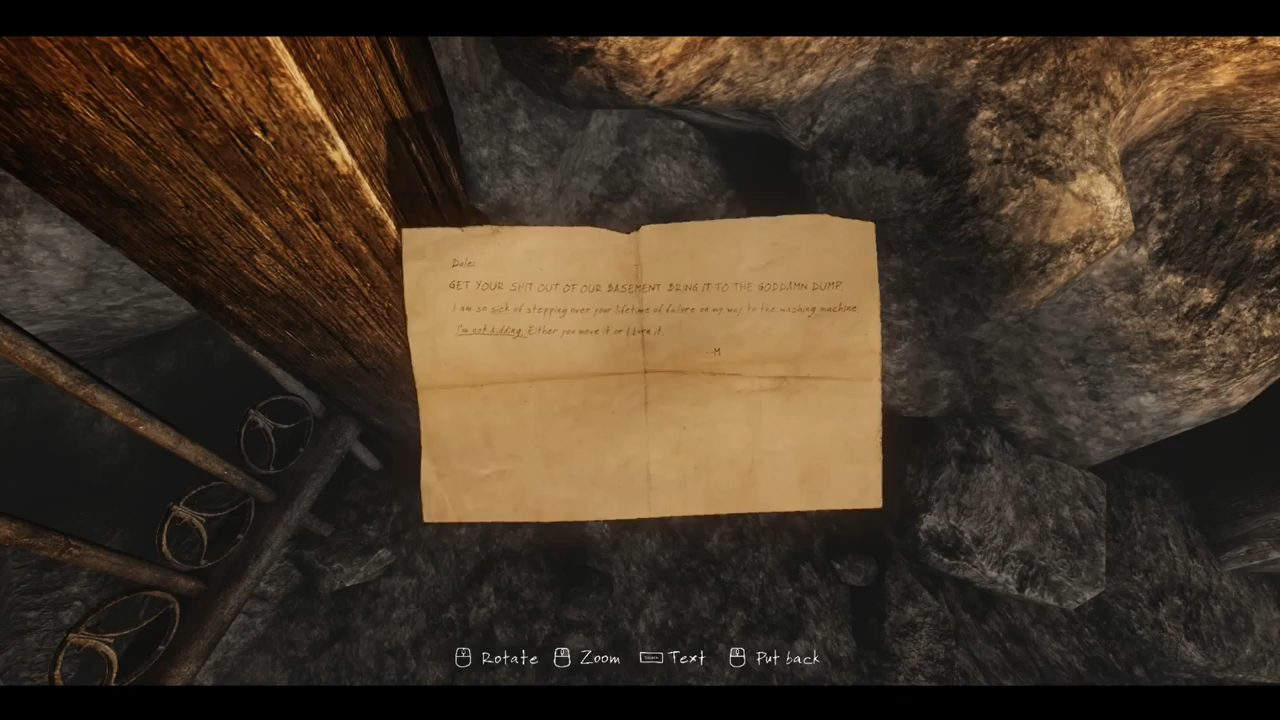 Dale:
GET YOUR SHIT OUT OF OUR BASEMENT BRING IT TO THE GODDAMN DUMP.
I am so sick of stepping over your lifetime of failure on my way to the washing machine.
I'm not kidding. Either you move it or I burn it.
—M
Rotate Zoom Text Put back